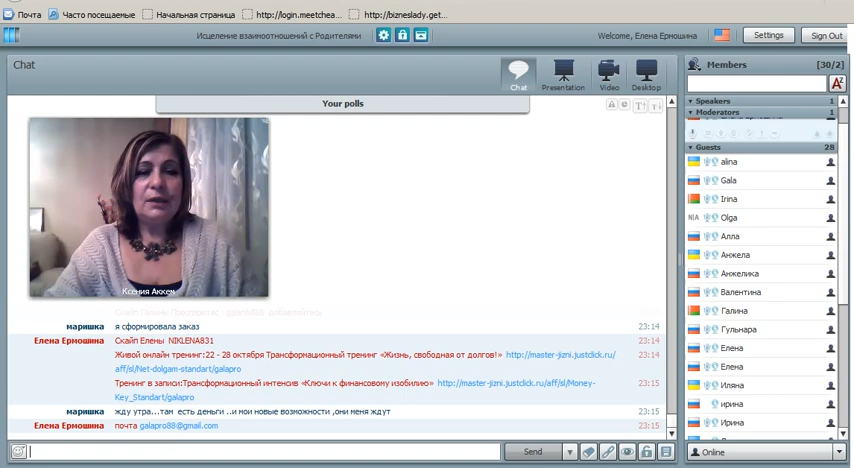 Почта
Часто посещаемые
Начальная страница
http://login.meetchea...
http://bizneslady.get...
Исцеление взаимоотношений с Родителями
Welcome, Елена Ермошина
Settings
Sign Out
Chat
Chat
Presentation
Video
Desktop
Members
[30/2]
Your polls
Speakers 1
Moderators 1
Guests 28
alina
Gala
Irina
N/A Olga
Алла
Анжела
Анжелика
Валентина
Галина
Гульнара
Елена
Елена
Иляна
ирина
Ирина
Ксения Аккем
маришка я сформировала заказ 23:14
Елена Ермошина Скайп Елены NIKLENA831 23:14
Живой онлайн тренинг:22 - 28 октября Трансформационный тренинг «Жизнь, свободная от долгов!» http://master-jizni.justclick.ru/ 23:14
aff/sl/Net-dolgam-standart/galapro
Тренинг в записи:Трансформационный интенсив «Ключи к финансовому изобилию» http://master-jizni.justclick.ru/aff/sl/Money- 23:15
Key_Standart/galapro
маришка жду утра...там есть деньги ..и мои новые возможности ,они меня ждут 23:15
Елена Ермошина почта galapro88@gmail.com 23:15
Send
Online